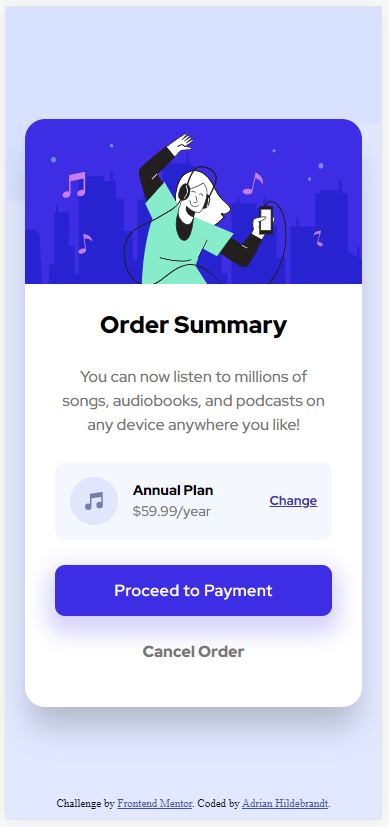 Order Summary
You can now listen to millions of
songs, audiobooks, and podcasts on
any device anywhere you like!
Annual Plan
$59.99/year
Change
Proceed to Payment
Cancel Order
Challenge by Frontend Mentor. Coded by Adrian Hildebrandt.